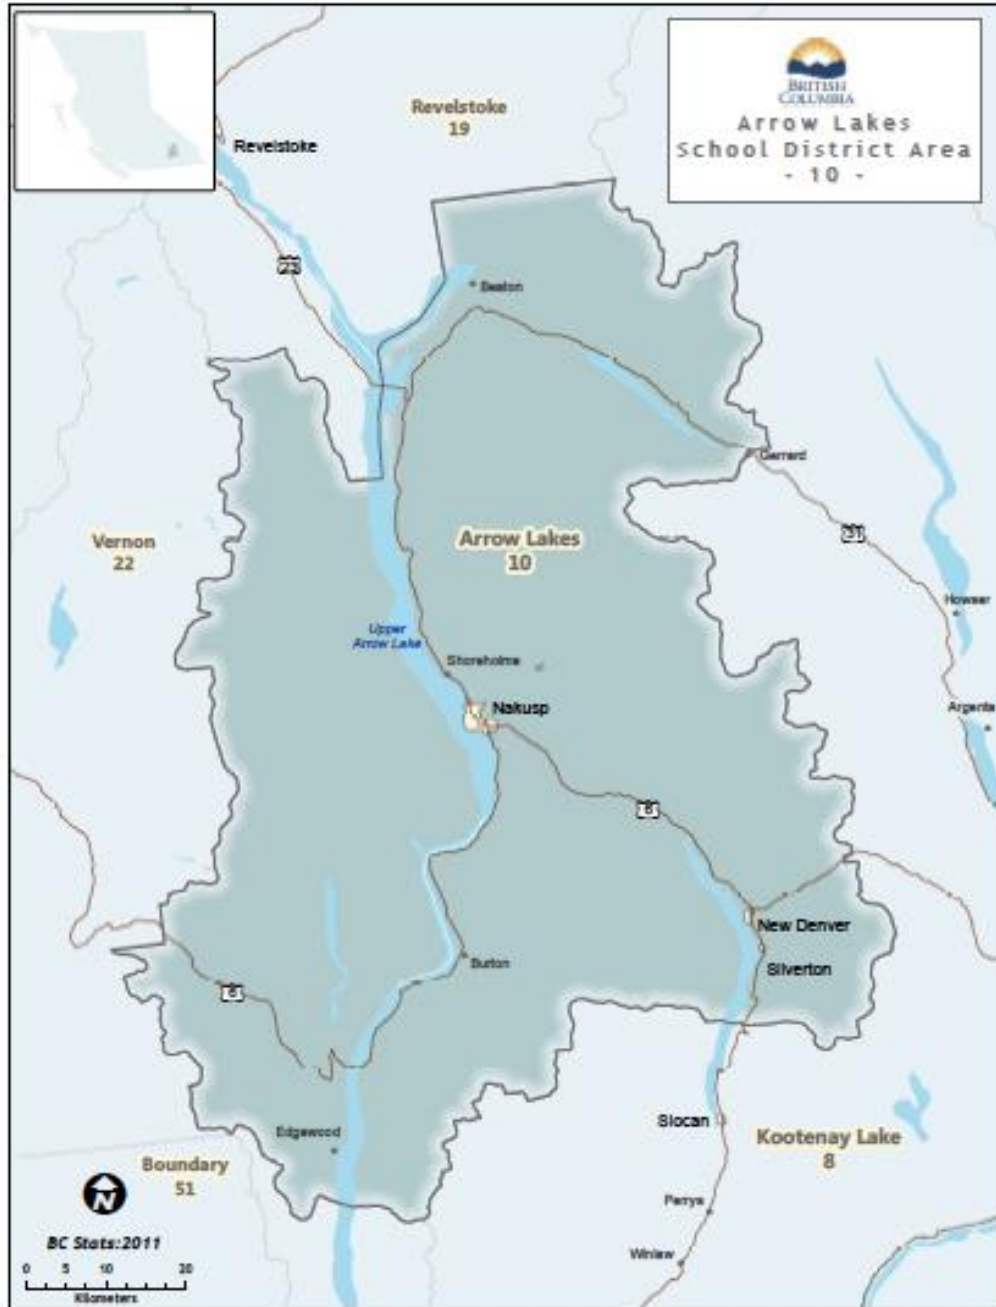 BRITISH
COLUMBIA
Arrow Lakes
School District Area
- 10 -
Revelstoke
19
Revelstoke
23
Beaton
Gerrard
31
Vernon
22
Arrow Lakes
10
Howser
Upper
Arrow Lake
Shoreholme
Nakusp
Argenta
6
New Denver
Silverton
Burton
6
Slocan
Edgewood
Kootenay Lake
8
Boundary
51
N
Perrys
Winlaw
BC Stats:2011
0 5 10 20
Kilometers